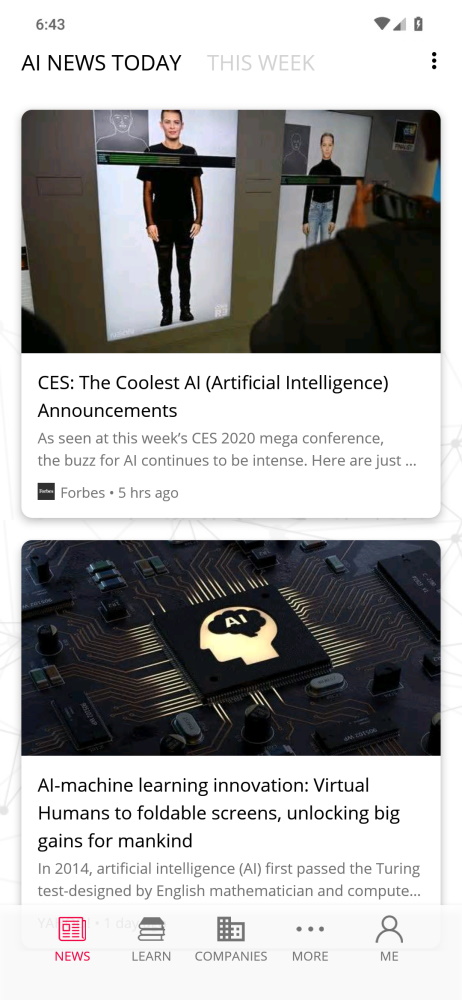 6:43
AI NEWS TODAY THIS WEEK
CES: The Coolest AI (Artificial Intelligence)
Announcements
As seen at this week’s CES 2020 mega conference,
the buzz for AI continues to be intense. Here are just ...
Forbes Forbes • 5 hrs ago
AI
AI-machine learning innovation: Virtual
Humans to foldable screens, unlocking big
gains for mankind
In 2014, artificial intelligence (AI) first passed the Turing
test-designed by English mathematician and compute...
• 1 day
NEWS LEARN COMPANIES MORE ME